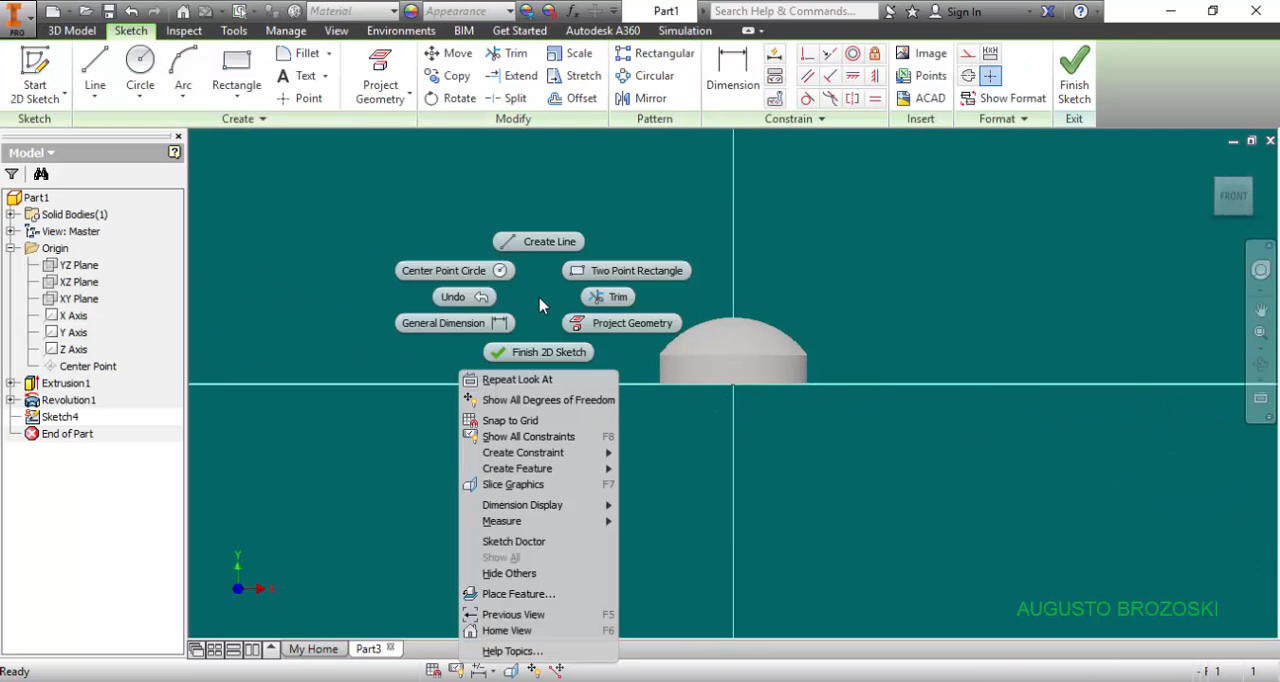 Material
Appearance
Part1
Search Help & Commands...
Sign In
PRO
3D Model
Sketch
Inspect
Tools
Manage
View
Environments
BIM
Get Started
Autodesk A360
Simulation
Start
2D Sketch
Line
Circle
Arc
Rectangle
Fillet
Text
Point
Project
Geometry
Move
Copy
Rotate
Trim
Extend
Split
Scale
Stretch
Offset
Rectangular
Circular
Mirror
Dimension
Image
Points
ACAD
Show Format
Finish
Sketch
Sketch
Create
Modify
Pattern
Constrain
Insert
Format
Exit
Model
Part1
Solid Bodies(1)
View: Master
Origin
YZ Plane
XZ Plane
XY Plane
X Axis
Y Axis
Z Axis
Center Point
Extrusion1
Revolution1
Sketch4
End of Part
FRONT
Create Line
Center Point Circle
Two Point Rectangle
Undo
Trim
General Dimension
Project Geometry
Finish 2D Sketch
Repeat Look At
Show All Degrees of Freedom
Snap to Grid
Show All Constraints F8
Create Constraint
Create Feature
Slice Graphics F7
Dimension Display
Measure
Sketch Doctor
Show All
Hide Others
Place Feature...
Previous View F5
Home View F6
Help Topics...
Y
X
AUGUSTO BROZOSKI
My Home
Part3
Ready
1
1